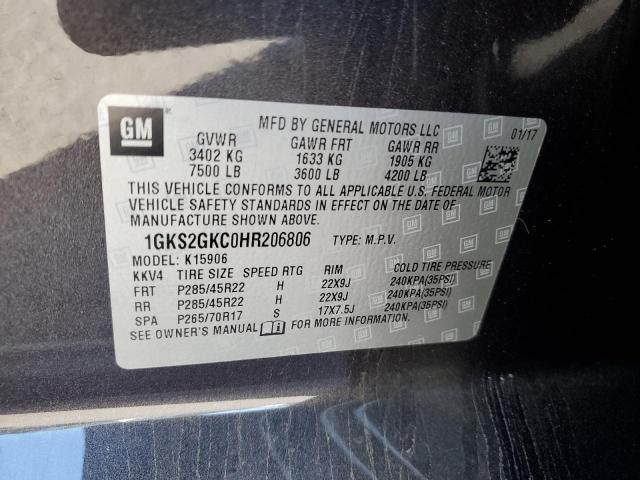 GM
MFD BY GENERAL MOTORS LLC
01/17
GVWR GAWR FRT GAWR RR
3402 KG 1633 KG 1905 KG
7500 LB 3600 LB 4200 LB
THIS VEHICLE CONFORMS TO ALL APPLICABLE U.S. FEDERAL MOTOR
VEHICLE SAFETY STANDARDS IN EFFECT ON THE DATE OF
MANUFACTURE SHOWN ABOVE.
1GKS2GKC0HR206806 TYPE: M.P.V.
MODEL: K15906
KKV4 TIRE SIZE SPEED RTG RIM COLD TIRE PRESSURE
FRT P285/45R22 H 22X9J 240KPA(35PSI)
RR P285/45R22 H 22X9J 240KPA(35PSI)
SPA P265/70R17 S 17X7.5J 240KPA(35PSI)
SEE OWNER'S MANUAL FOR MORE INFORMATION.